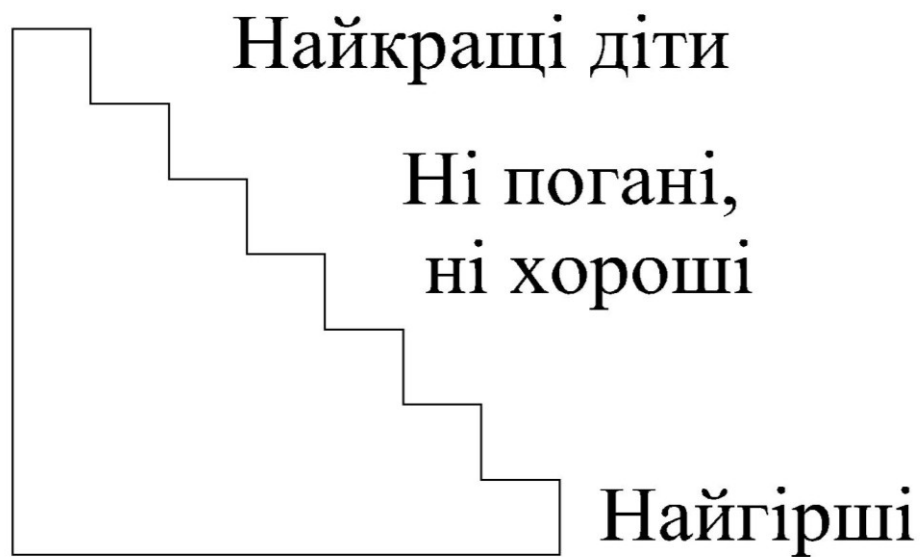 Найкращі діти
Ні погані,
ні хороші
Найгірші